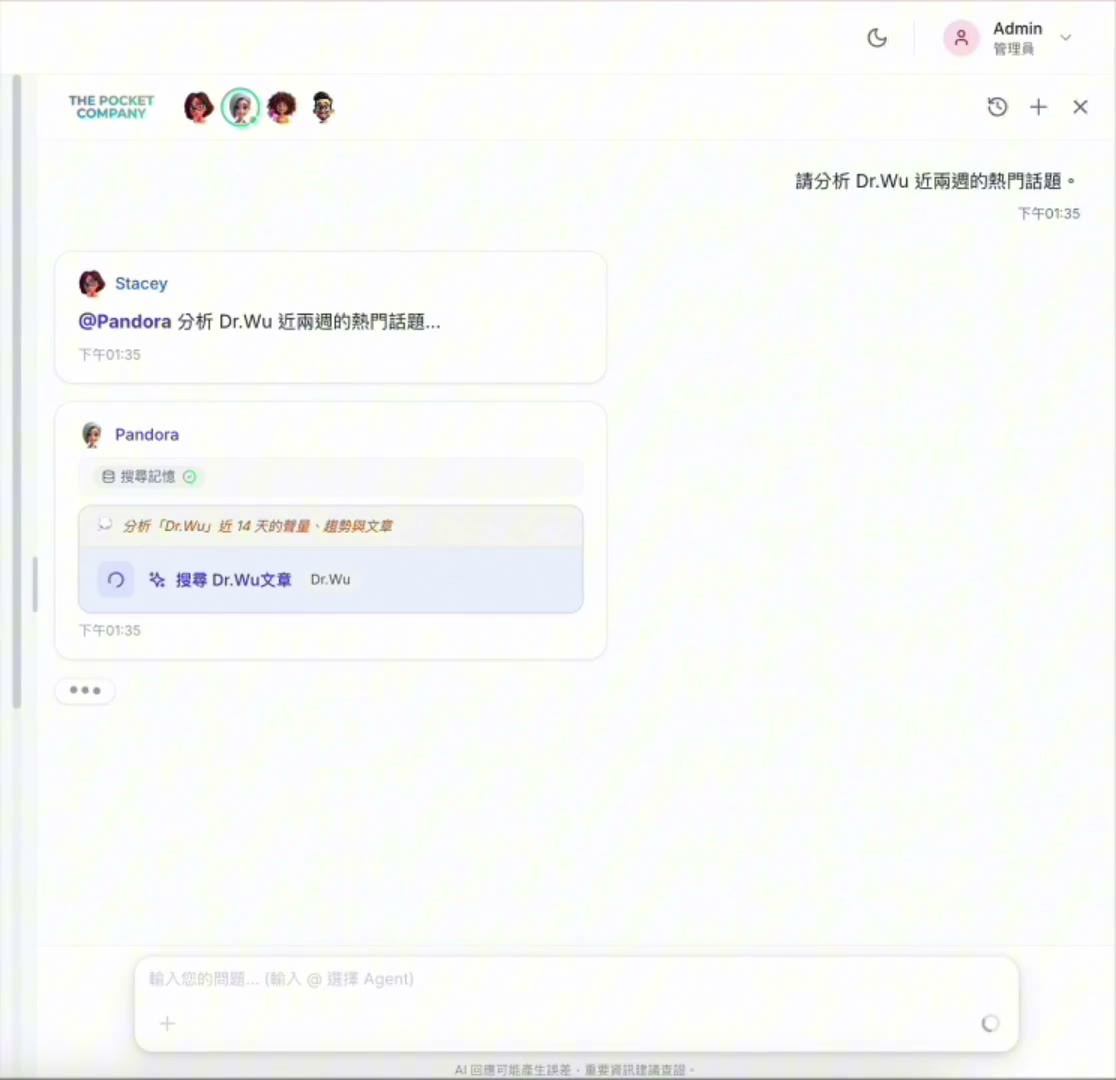 Admin
管理員
THE POCKET
COMPANY
請分析 Dr.Wu 近兩週的熱門話題。
下午01:35
Stacey
@Pandora 分析 Dr.Wu 近兩週的熱門話題...
下午01:35
Pandora
搜尋記憶
分析「Dr.Wu」近 14 天的聲量、趨勢與文章
搜尋 Dr.Wu文章 Dr.Wu
下午01:35
輸入您的問題... (輸入 @ 選擇 Agent)
AI 回應可能產生誤差，重要資訊建議查證。